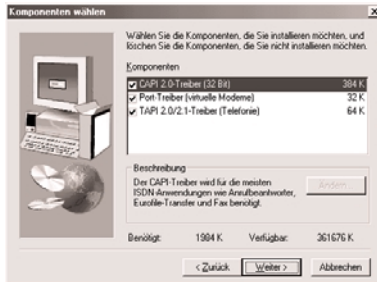 Komponenten wählen
Wählen Sie die Komponenten, die Sie installieren möchten, und
löschen Sie die Komponenten, die Sie nicht installieren möchten.
Komponenten
CAPI 2.0-Treiber (32 Bit) 384 K
Port-Treiber (virtuelle Modems) 32 K
TAPI 2.0/2.1-Treiber (Telefonie) 64 K
Beschreibung
Der CAPI-Treiber wird für die meisten
ISDN-Anwendungen wie Anrufbeantworter,
Eurofile-Transfer und Fax benötigt.
Ändern...
Benötigt: 1984 K Verfügbar: 361676 K
< Zurück Weiter > Abbrechen